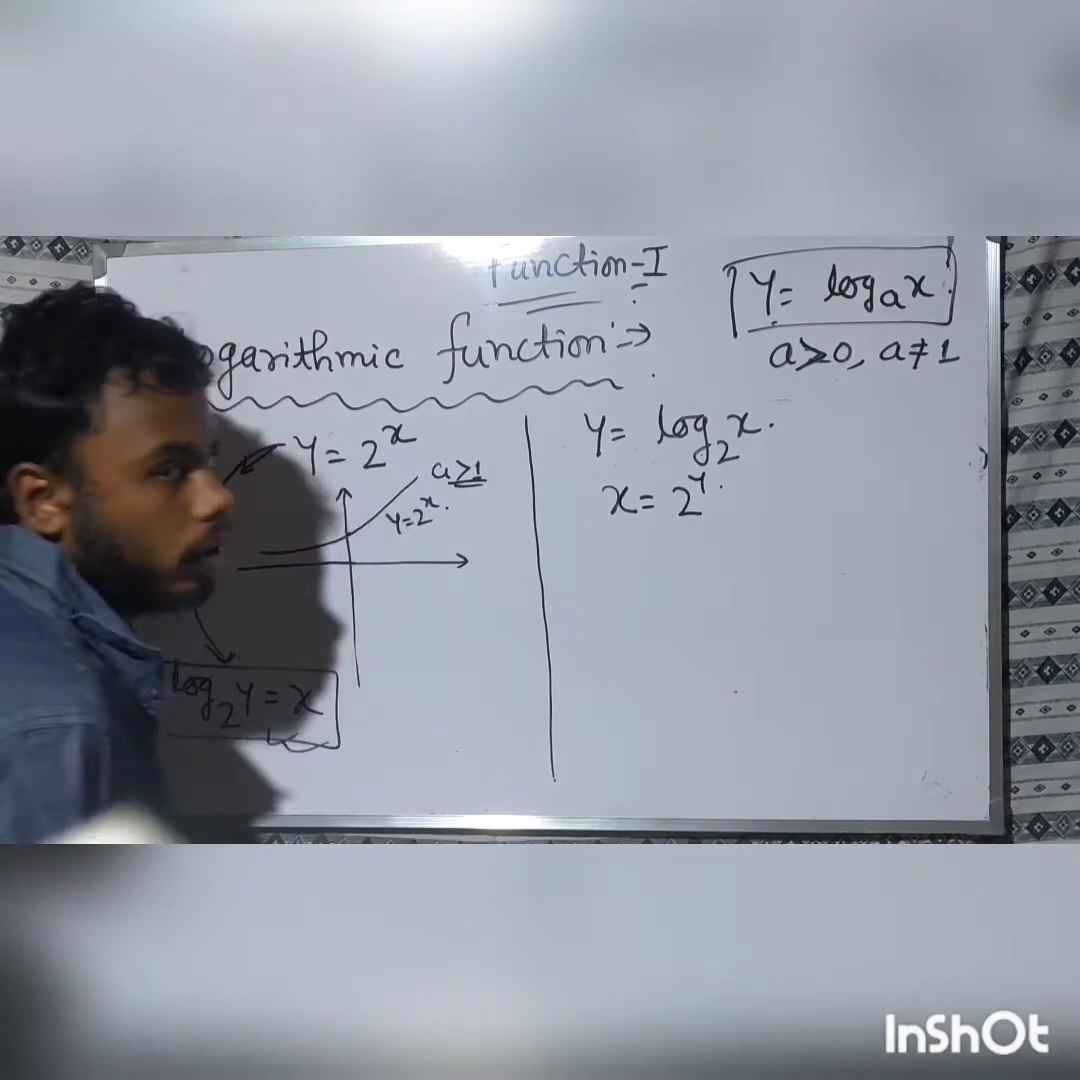 Function-I
Y = logₐx
a>0, a≠1
garithmic function:→
Y = 2ˣ
a≥1
Y=2ˣ.
log₂Y = x
Y = log₂x.
x = 2ʸ.
InShOt